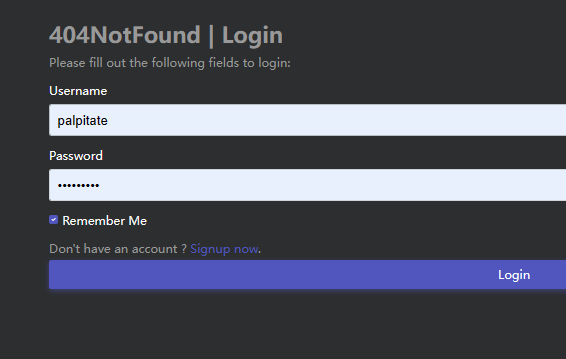 404NotFound | Login
Please fill out the following fields to login:
Username
palpitate
Password
•••••••••
Remember Me
Don't have an account ? Signup now.
Login